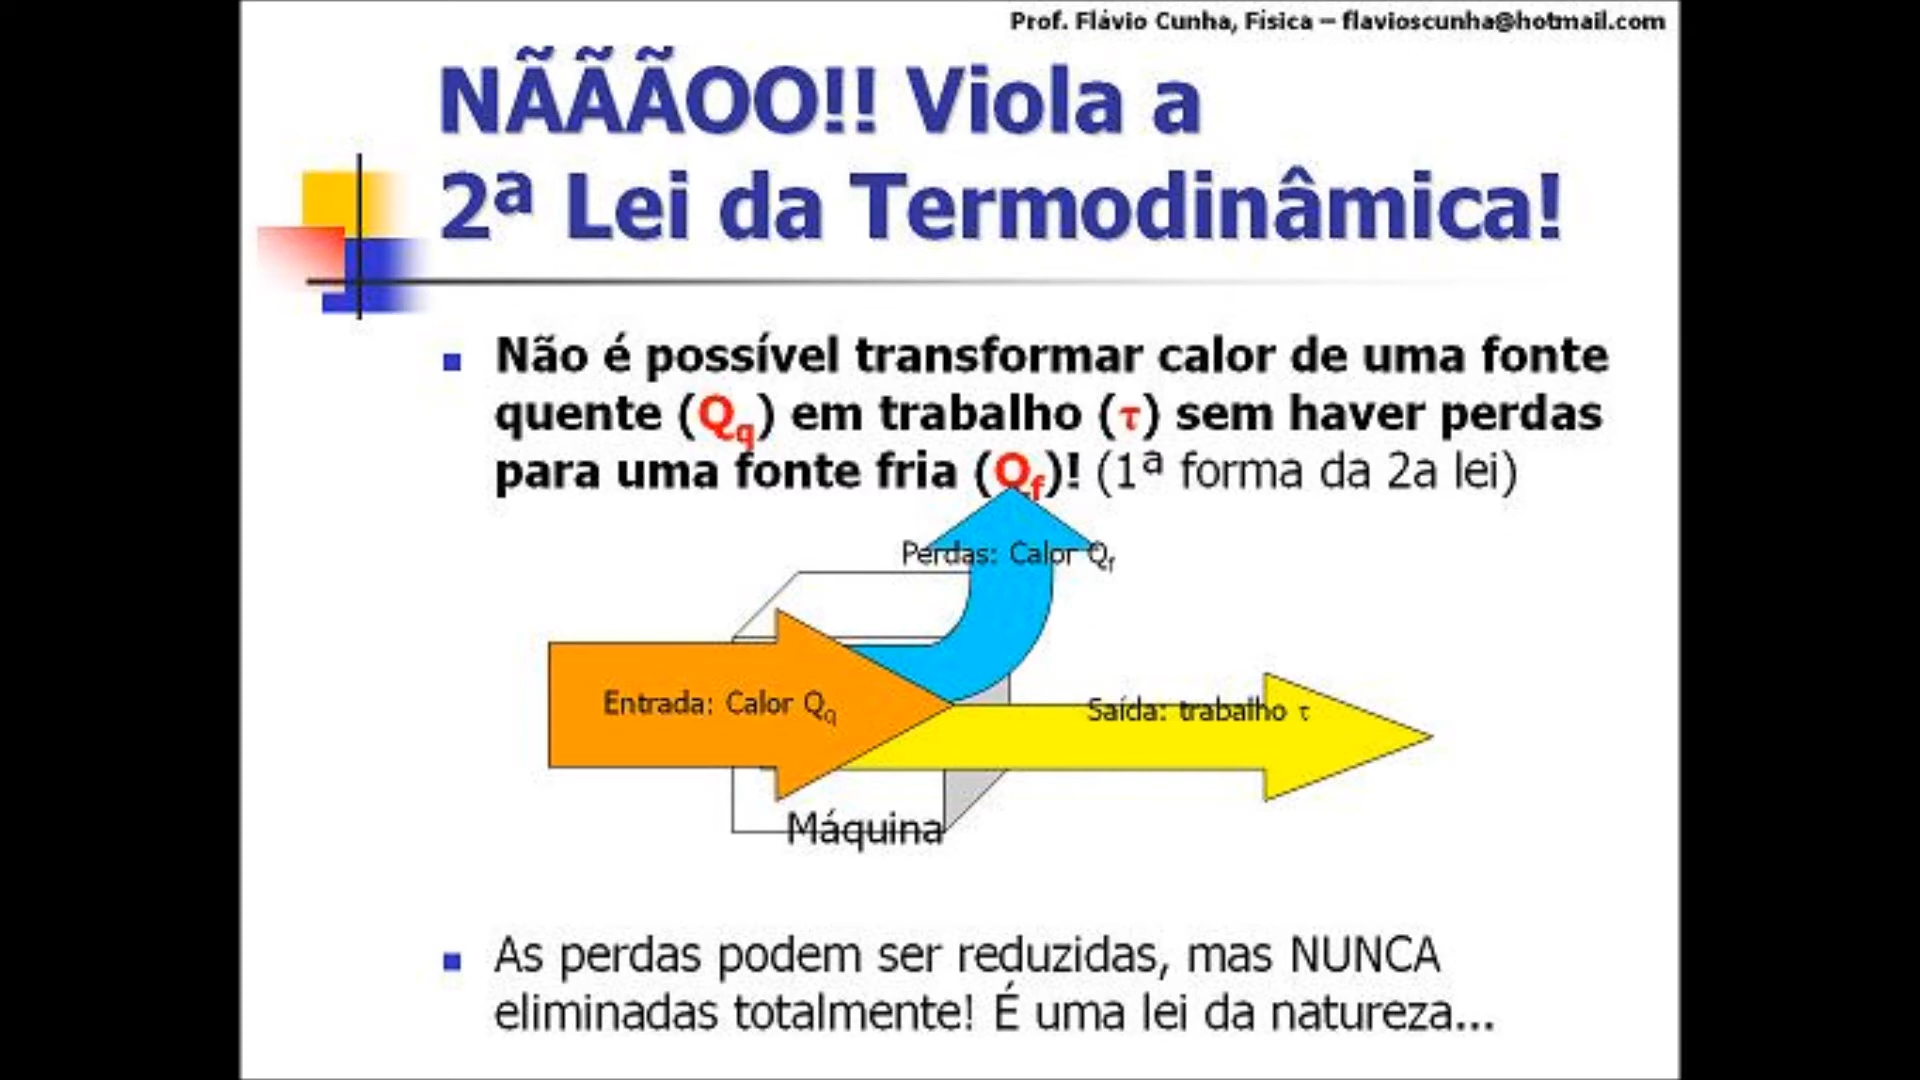 Prof. Flávio Cunha, Física – flavioscunha@hotmail.com
NÃÃÃOO!! Viola a
2ª Lei da Termodinâmica!
Não é possível transformar calor de uma fonte
quente (Qq) em trabalho (τ) sem haver perdas
para uma fonte fria (Qf)! (1ª forma da 2a lei)
Perdas: Calor Qf
Entrada: Calor Qq
Saída: trabalho τ
Máquina
As perdas podem ser reduzidas, mas NUNCA
eliminadas totalmente! É uma lei da natureza...